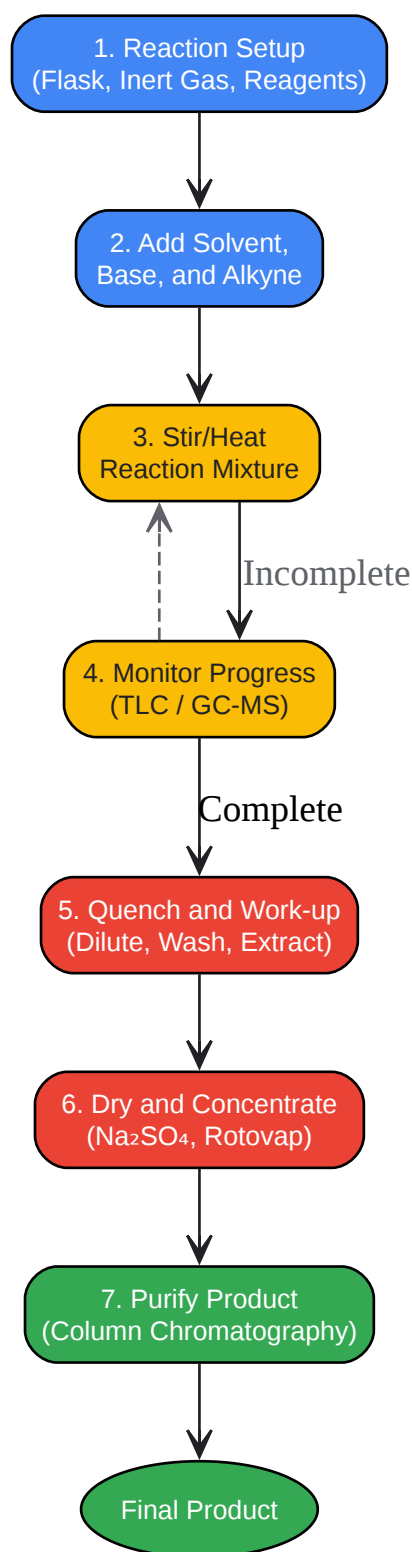 1. Reaction Setup
(Flask, Inert Gas, Reagents)
2. Add Solvent,
Base, and Alkyne
3. Stir/Heat
Reaction Mixture
Incomplete
4. Monitor Progress
(TLC / GC-MS)
Complete
5. Quench and Work-up
(Dilute, Wash, Extract)
6. Dry and Concentrate
(Na₂SO₄, Rotovap)
7. Purify Product
(Column Chromatography)
Final Product